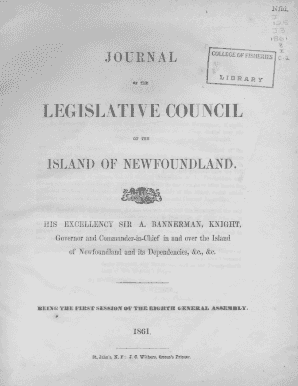 JOURNAL
OF THE
LEGISLATIVE COUNCIL
OF THE
ISLAND OF NEWFOUNDLAND.
COLLEGE OF FISHERIES
LIBRARY
HIS EXCELLENCY SIR A. BANNERMAN, KNIGHT,
Governor and Commander-in-Chief in and over the Island
of Newfoundland and its Dependencies, &c., &c.
BEING THE FIRST SESSION OF THE EIGHTH GENERAL ASSEMBLY.
1861.
St. John's, N. F: J. C. Withers, Queen's Printer.